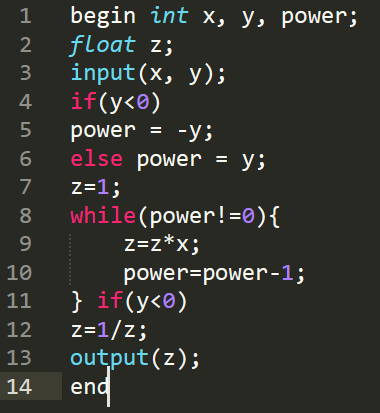 1 begin int x, y, power;
2 float z;
3 input(x, y);
4 if(y<0)
5 power = -y;
6 else power = y;
7 z=1;
8 while(power!=0){
9 z=z*x;
10 power=power-1;
11 } if(y<0)
12 z=1/z;
13 output(z);
14 end